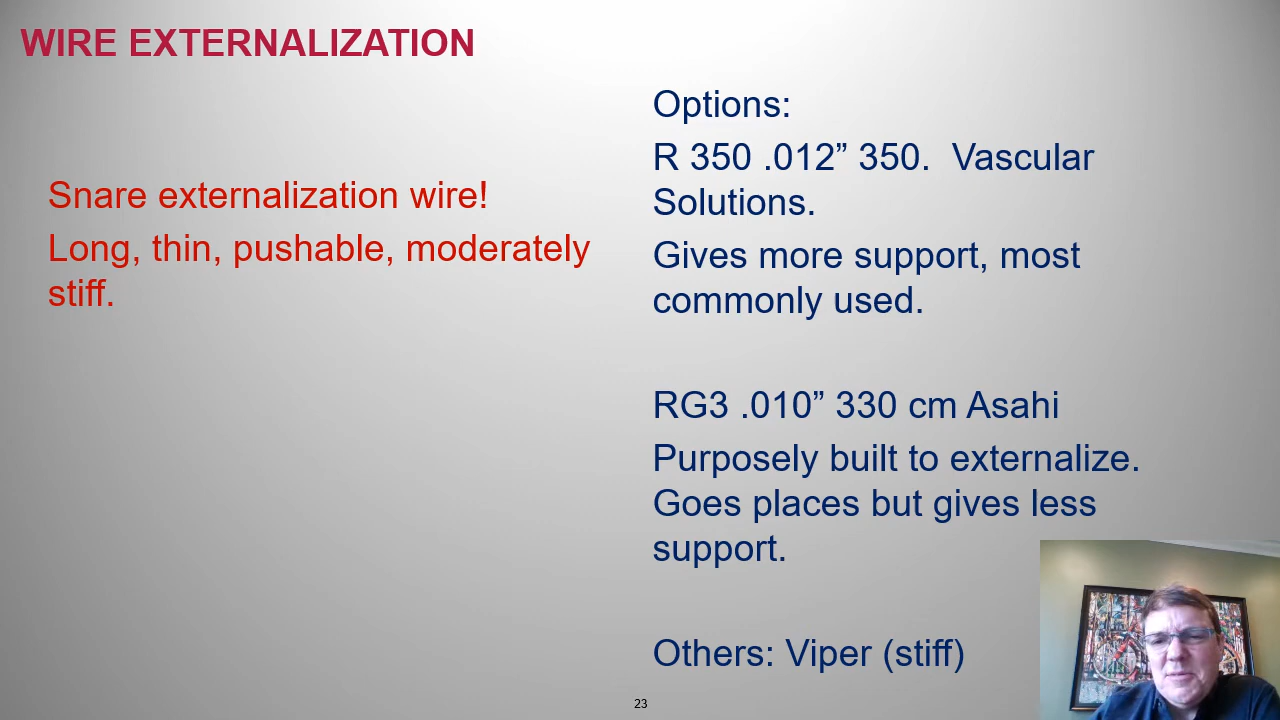 WIRE EXTERNALIZATION
Snare externalization wire!
Long, thin, pushable, moderately
stiff.
Options:
R 350 .012” 350.  Vascular
Solutions.
Gives more support, most
commonly used.
RG3 .010” 330 cm Asahi
Purposely built to externalize.
Goes places but gives less
support.
Others: Viper (stiff)
23